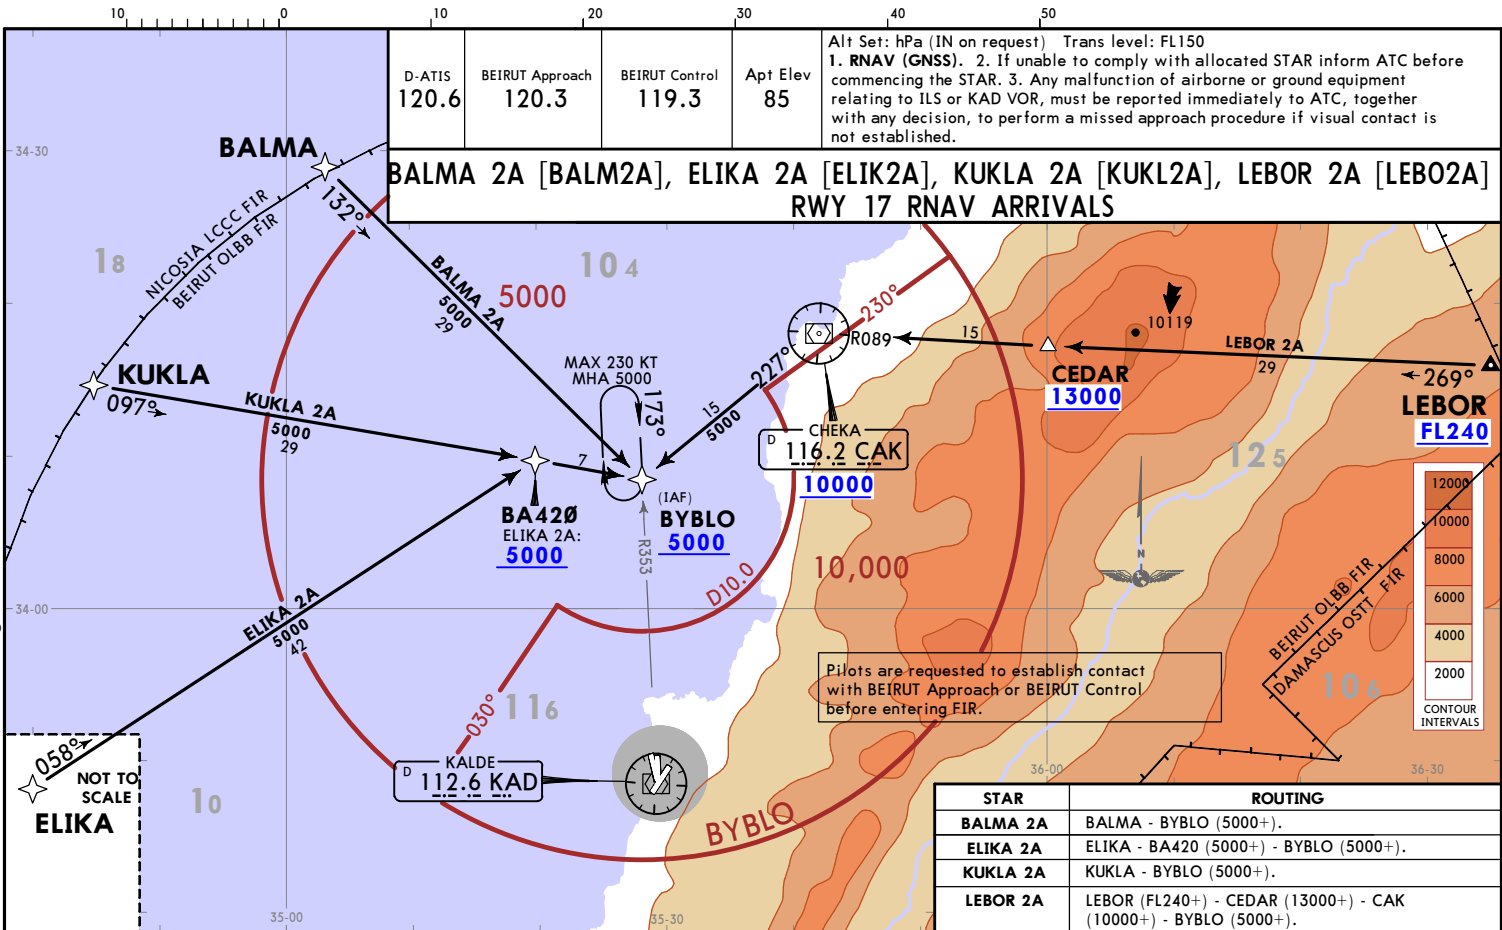 10 0 10 20 30 40 50
D-ATIS
120.6
BEIRUT Approach
120.3
BEIRUT Control
119.3
Apt Elev
85
Alt Set: hPa (IN on request) Trans level: FL150
1. RNAV (GNSS). 2. If unable to comply with allocated STAR inform ATC before
commencing the STAR. 3. Any malfunction of airborne or ground equipment
relating to ILS or KAD VOR, must be reported immediately to ATC, together
with any decision, to perform a missed approach procedure if visual contact is
not established.
BALMA 2A [BALM2A], ELIKA 2A [ELIK2A], KUKLA 2A [KUKL2A], LEBOR 2A [LEBO2A]
RWY 17 RNAV ARRIVALS
34-30
BALMA
132°
NICOSIA LCCC FIR
BEIRUT OLBB FIR
18
104
5000
BALMA 2A
5000
29
KUKLA
097°
KUKLA 2A
5000
29
MAX 230 KT
MHA 5000
173°
227°
15
5000
230°
R089
15
CEDAR
13000
10119
LEBOR 2A
29
269°
LEBOR
FL240
CHEKA
D 116.2 CAK
10000
125
7
BA42Ø
ELIKA 2A:
5000
(IAF)
BYBLO
5000
R353
D10.0
10,000
N
12000
10000
8000
6000
4000
2000
CONTOUR
INTERVALS
34-00
ELIKA 2A
5000
42
BEIRUT OLBB FIR
DAMASCUS OSTT FIR
106
Pilots are requested to establish contact
with BEIRUT Approach or BEIRUT Control
before entering FIR.
116
030°
KALDE
D 112.6 KAD
BYBLO
058°
NOT TO
SCALE
ELIKA
10
36-00
36-30
35-00
35-30
STAR ROUTING
BALMA 2A BALMA - BYBLO (5000+).
ELIKA 2A ELIKA - BA420 (5000+) - BYBLO (5000+).
KUKLA 2A KUKLA - BYBLO (5000+).
LEBOR 2A LEBOR (FL240+) - CEDAR (13000+) - CAK
(10000+) - BYBLO (5000+).